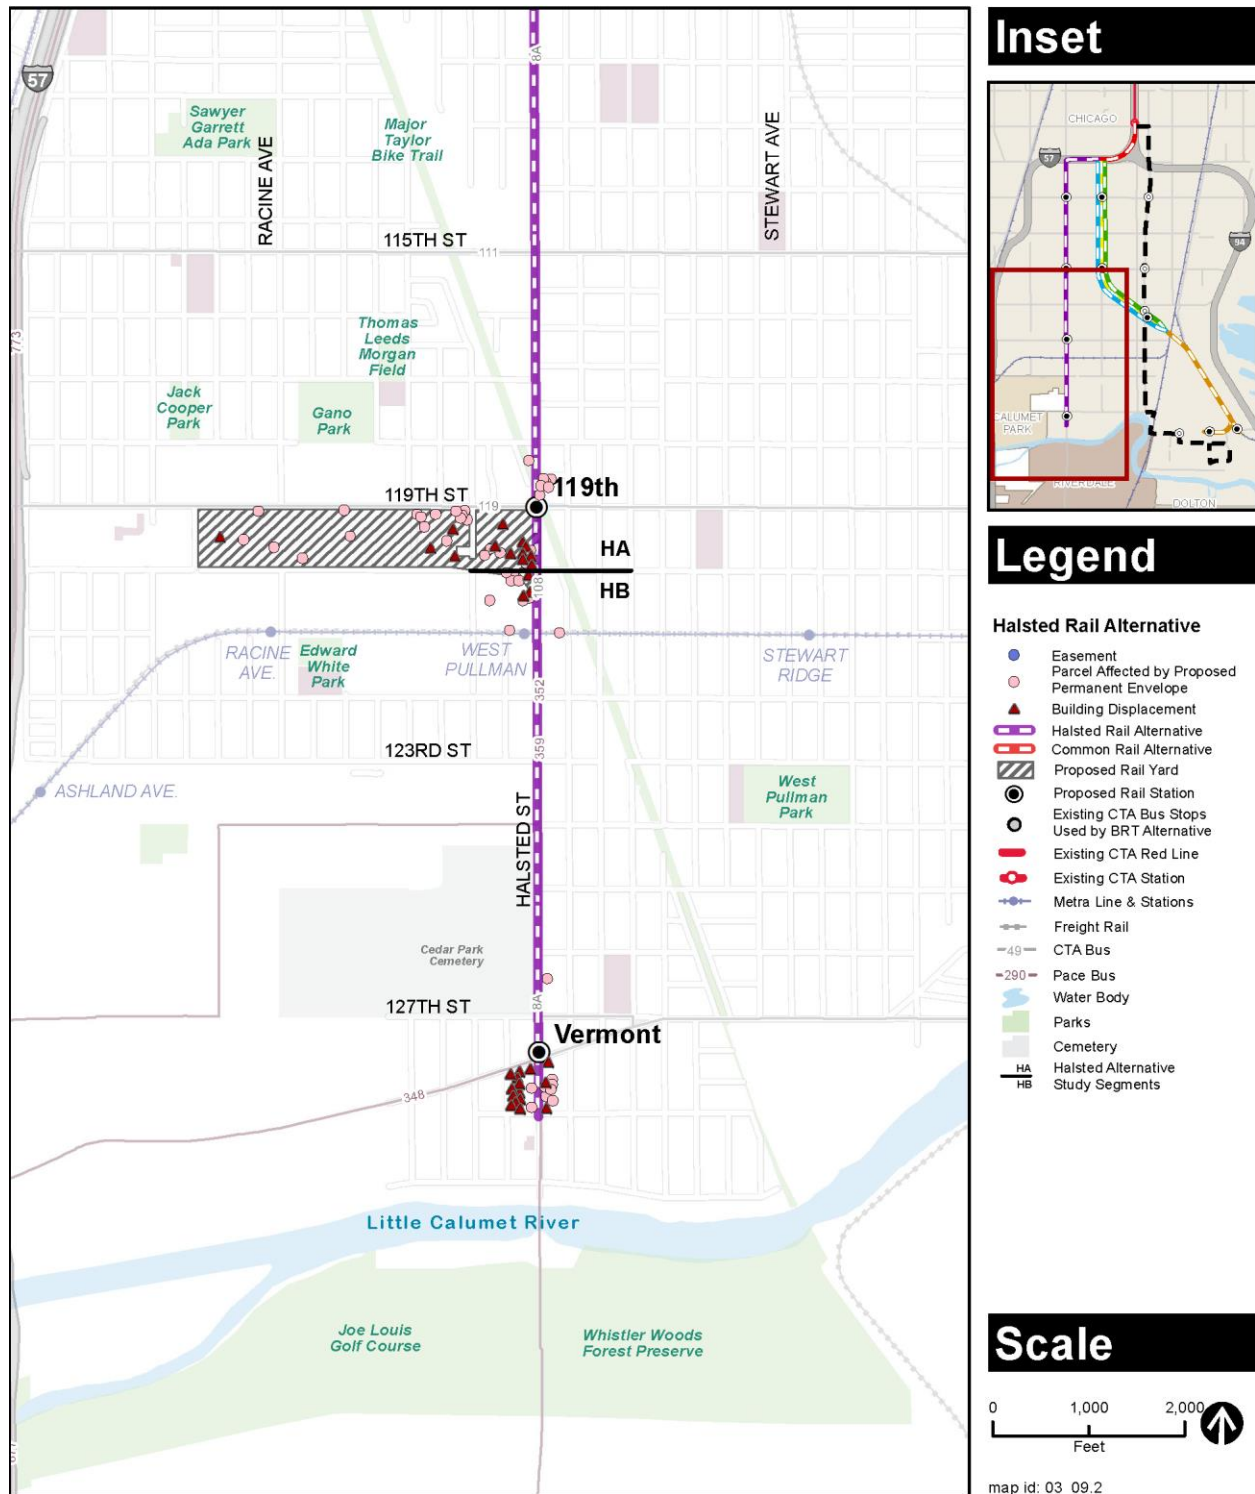 57
8A
Sawyer
Garrett
Ada Park
Major
Taylor
Bike Trail
RACINE AVE
STEWART AVE
115TH ST
111
773
Thomas
Leeds
Morgan
Field
Jack
Cooper
Park
Gano
Park
119TH ST
119
119th
HA
HB
108
RACINE
AVE.
Edward
White
Park
WEST
PULLMAN
STEWART
RIDGE
352
123RD ST
359
ASHLAND AVE.
West
Pullman
Park
HALSTED ST
Cedar Park
Cemetery
127TH ST
8A
Vermont
348
Little Calumet River
Joe Louis
Golf Course
Whistler Woods
Forest Preserve
Inset
CHICAGO
57
94
CALUMET
PARK
RIVERDALE
DOLTON
Legend
Halsted Rail Alternative
Easement
Parcel Affected by Proposed
Permanent Envelope
Building Displacement
Halsted Rail Alternative
Common Rail Alternative
Proposed Rail Yard
Proposed Rail Station
Existing CTA Bus Stops
Used by BRT Alternative
Existing CTA Red Line
Existing CTA Station
Metra Line & Stations
Freight Rail
49 CTA Bus
290 Pace Bus
Water Body
Parks
Cemetery
HA Halsted Alternative
HB Study Segments
Scale
0 1,000 2,000
Feet
map id: 03_09.2